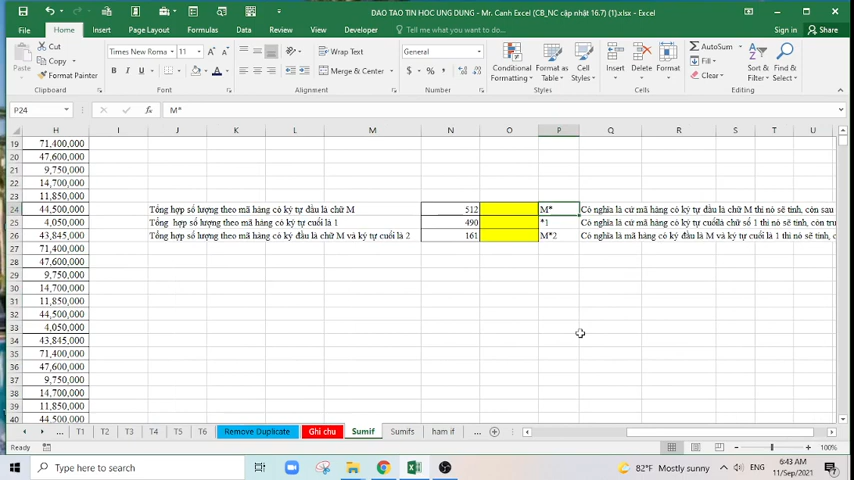 DAO TAO TIN HOC UNG DUNG - Mr. Canh Excel (CB_NC cập nhật 16.7) (1).xlsx - Excel
Sign in Share
File Home Insert Page Layout Formulas Data Review View Developer Tell me what you want to do
Cut
Copy
Format Painter
Paste
Clipboard
Times New Roma 11
B I U
Font
Wrap Text
Merge & Center
Alignment
General
$ % ,
Number
Conditional Formatting
Format as Table
Cell Styles
Styles
Insert Delete Format
Cells
AutoSum
Fill
Clear
Sort & Filter
Find & Select
Editing
P24 fx M*
H I J K L M N O P Q R S T U
19 71,400,000
20 47,600,000
21 9,750,000
22 14,700,000
23 11,850,000
24 44,500,000 Tổng hợp số lượng theo mã hàng có ký tự đầu là chữ M 512 M* Có nghĩa là cứ mã hàng có ký tự đầu là chữ M thì nó sẽ tính, còn sau
25 4,050,000 Tổng hợp số lượng theo mã hàng có ký tự cuối là 1 490 *1 Có nghĩa là cứ mã hàng có ký tự cuối là chữ số 1 thì nó sẽ tính, còn trư
26 43,845,000 Tổng hợp số lượng theo mã hàng có ký đầu là chữ M và ký tự cuối là 2 161 M*2 Có nghĩa là mã hàng có ký đầu là M và ký tự cuối là 1 thì nó sẽ tính, c
27 71,400,000
28 47,600,000
29 9,750,000
30 14,700,000
31 11,850,000
32 44,500,000
33 4,050,000
34 43,845,000
35 71,400,000
36 47,600,000
37 9,750,000
38 14,700,000
39 11,850,000
40 44,500,000
... T1 T2 T3 T4 T5 T6 Remove Duplicate Ghi chu Sumif Sumifs ham if ...
Ready 100%
Type here to search
82°F Mostly sunny ENG
6:43 AM
11/Sep/2021